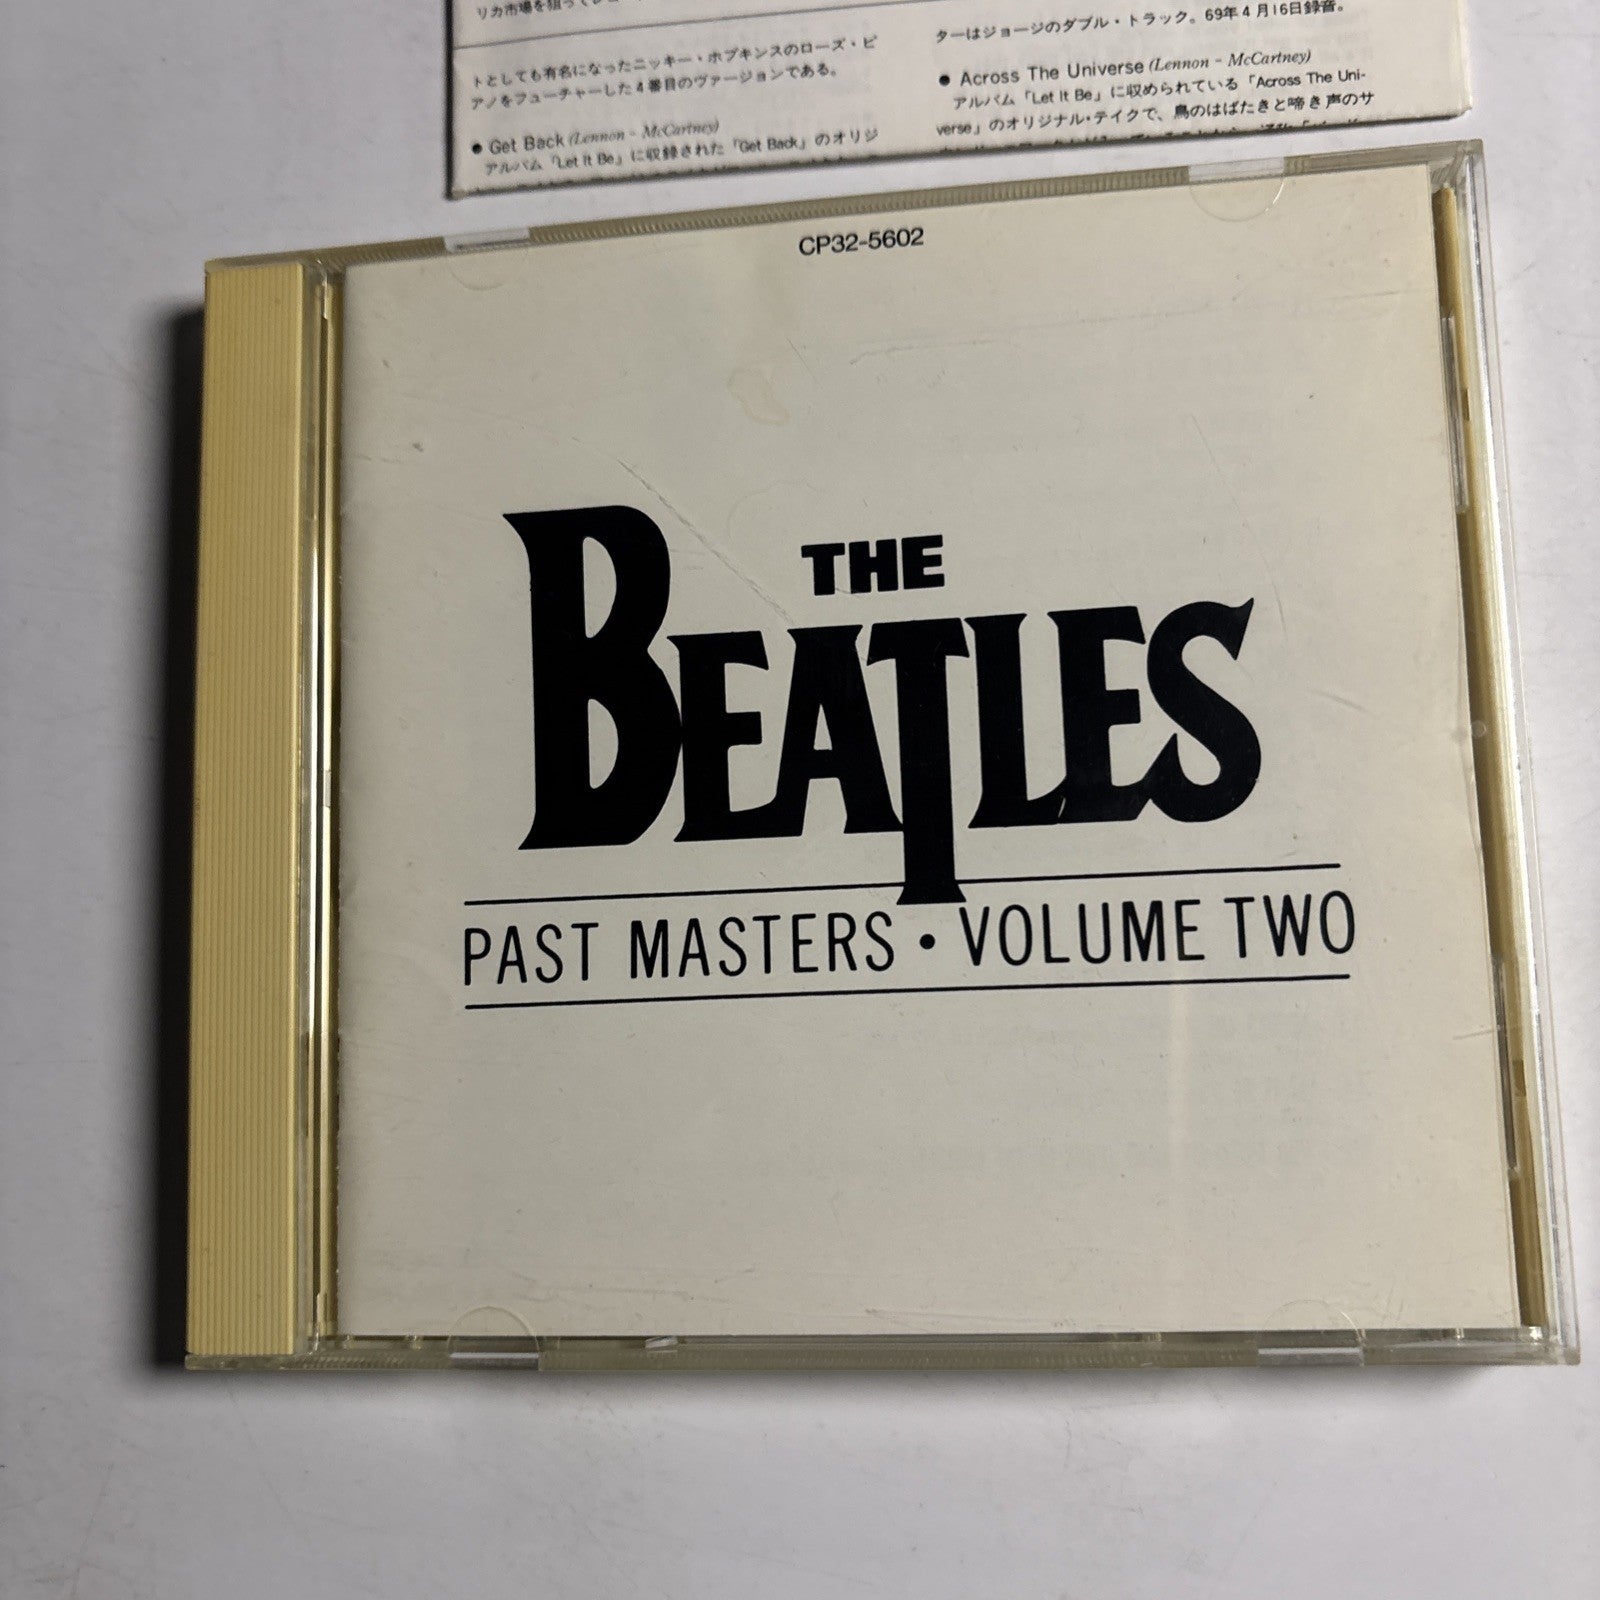 リカ市場を狙ってレコー
トとしても有名になったニッキー・ホプキンスのローズ・ピ
アノをフューチャーした4番目のヴァージョンである。
● Get Back (Lennon - McCartney)
アルバム「Let It Be」に収録された「Get Back」のオリジ
ターはジョージのダブル・トラック。69年4月16日録音。
● Across The Universe (Lennon - McCartney)
アルバム「Let It Be」に収められている「Across The Uni-
verse」のオリジナル・テイクで、鳥のはばたきと啼き声のサ
CP32-5602
THE
BEATLES
PAST MASTERS • VOLUME TWO